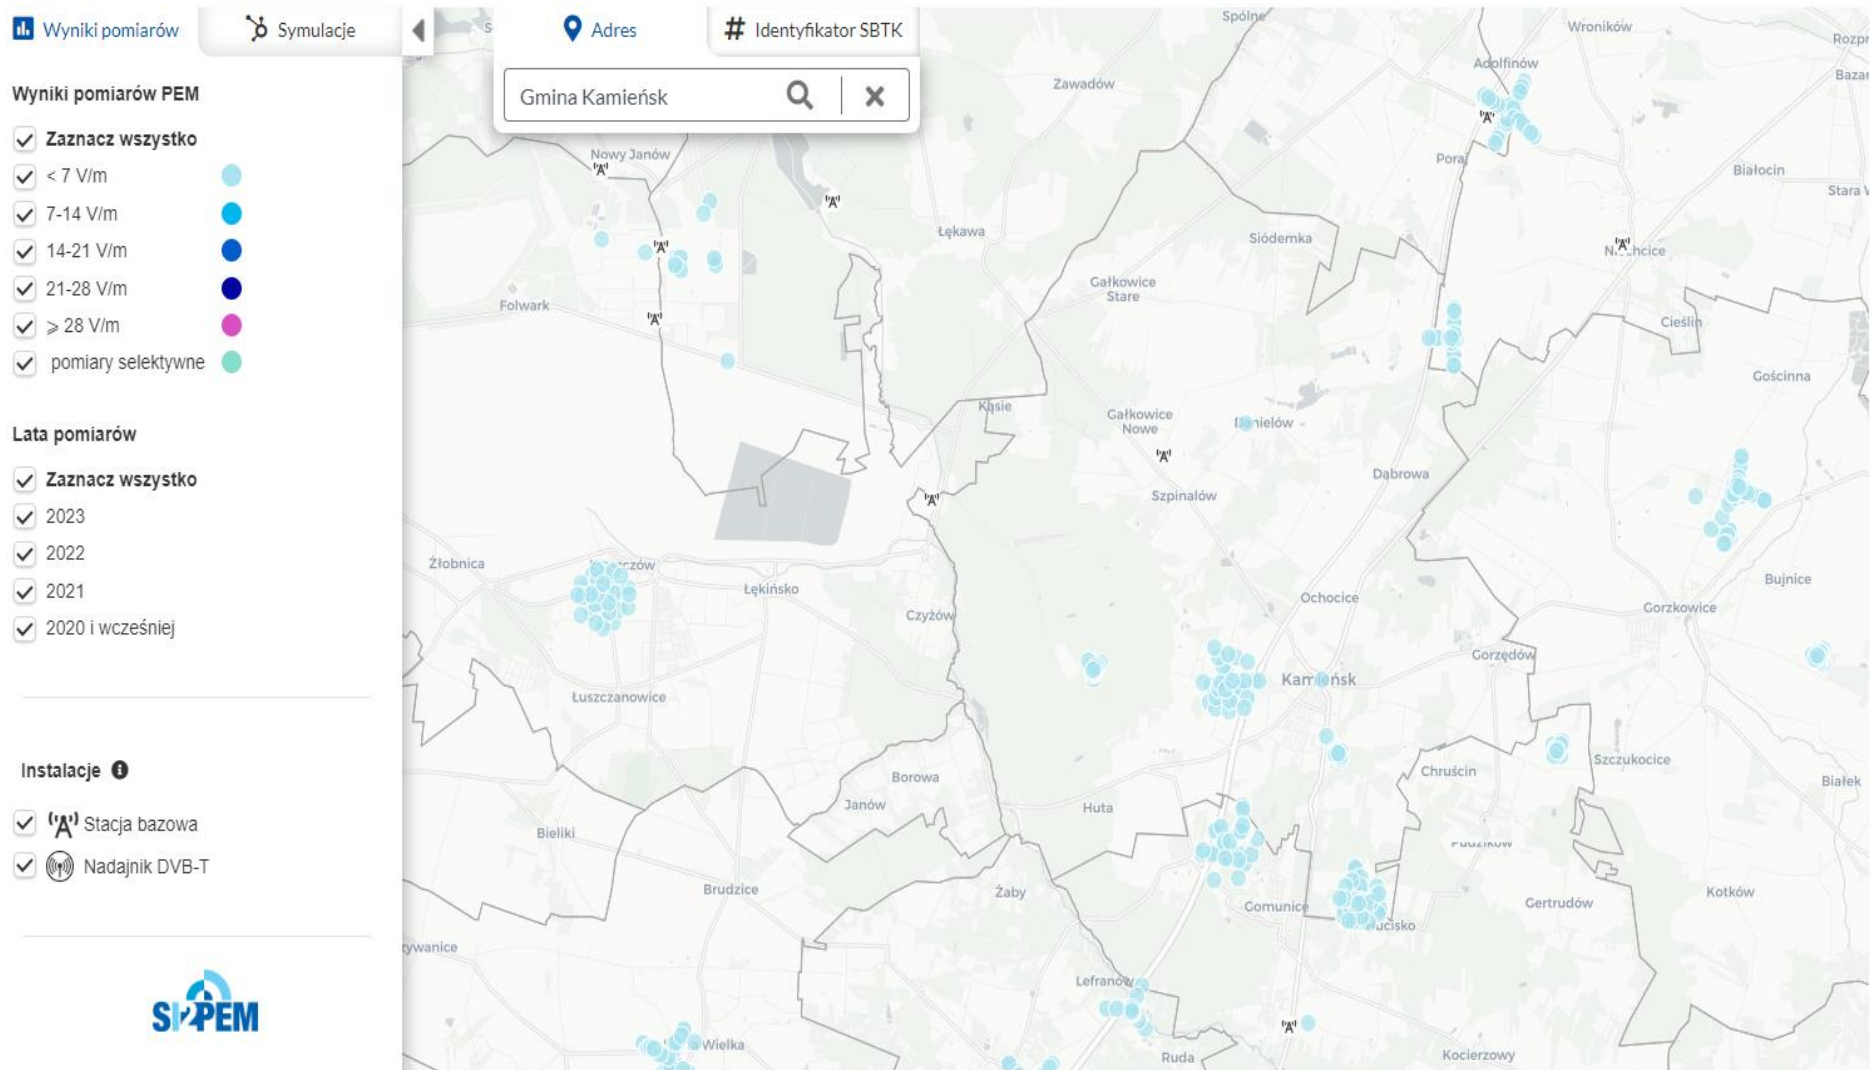 Wyniki pomiarów
Symulacje
Adres
# Identyfikator SBTK
Gmina Kamieńsk
Wyniki pomiarów PEM
Zaznacz wszystko
< 7 V/m
7-14 V/m
14-21 V/m
21-28 V/m
⩾ 28 V/m
pomiary selektywne
Lata pomiarów
Zaznacz wszystko
2023
2022
2021
2020 i wcześniej
Instalacje
Stacja bazowa
Nadajnik DVB-T
SI2PEM
Spólne
Wroników
Adolfinów
Zawadów
Nowy Janów
Poraj
Białocin
Łękawa
Siódemka
Gałkowice
Stare
Folwark
Cieślin
Gościnna
Kąsie
Gałkowice
Nowe
Dąbrowa
Szpinalów
Żłobnica
Łękińsko
Bujnice
Ochocice
Gorzkowice
Czyżów
Gorzędów
Kamieńsk
Łuszczanowice
Szczukocice
Chruścin
Białek
Borowa
Janów
Huta
Bieliki
Brudzice
Żaby
Kotków
Gertrudów
Gomunice
Lefranów
Wielka
Ruda
Kocierzowy